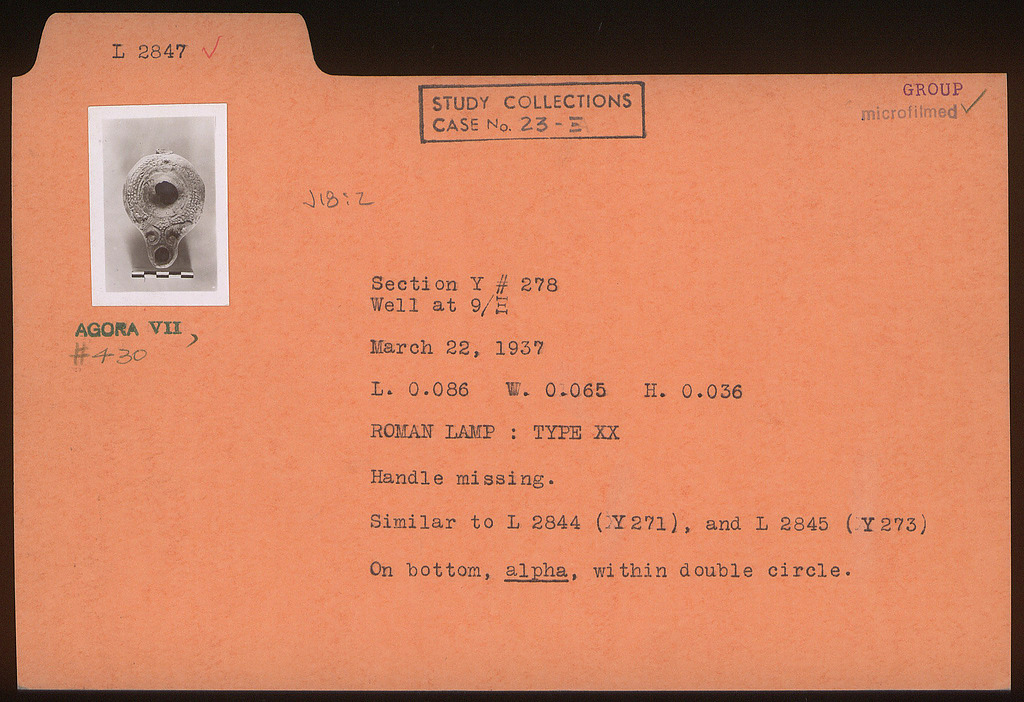 L 2847 ✓
STUDY COLLECTIONS
CASE No. 23 - Ξ
GROUP
microfilmed ✓
J18:2
AGORA VII,
#430
Section Y # 278
Well at 9/Ξ
March 22, 1937
L. 0.086 W. 0.065 H. 0.036
ROMAN LAMP : TYPE XX
Handle missing.
Similar to L 2844 (Y271), and L 2845 (Y273)
On bottom, alpha, within double circle.